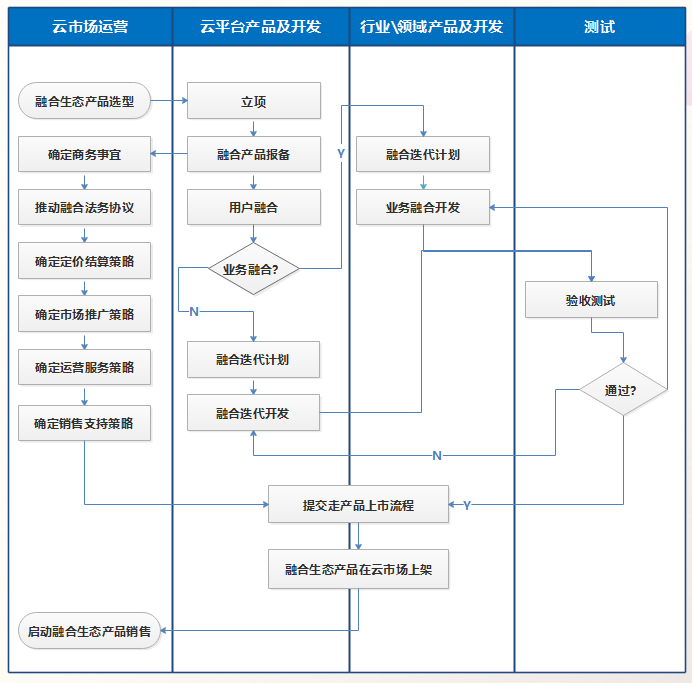 云市场运营
云平台产品及开发
行业\领域产品及开发
测试
融合生态产品选型
立项
确定商务事宜
融合产品报备
Y
融合迭代计划
推动融合法务协议
用户融合
业务融合开发
确定定价结算策略
业务融合?
确定市场推广策略
N
验收测试
确定运营服务策略
融合迭代计划
通过?
确定销售支持策略
融合迭代开发
N
提交走产品上市流程
Y
融合生态产品在云市场上架
启动融合生态产品销售